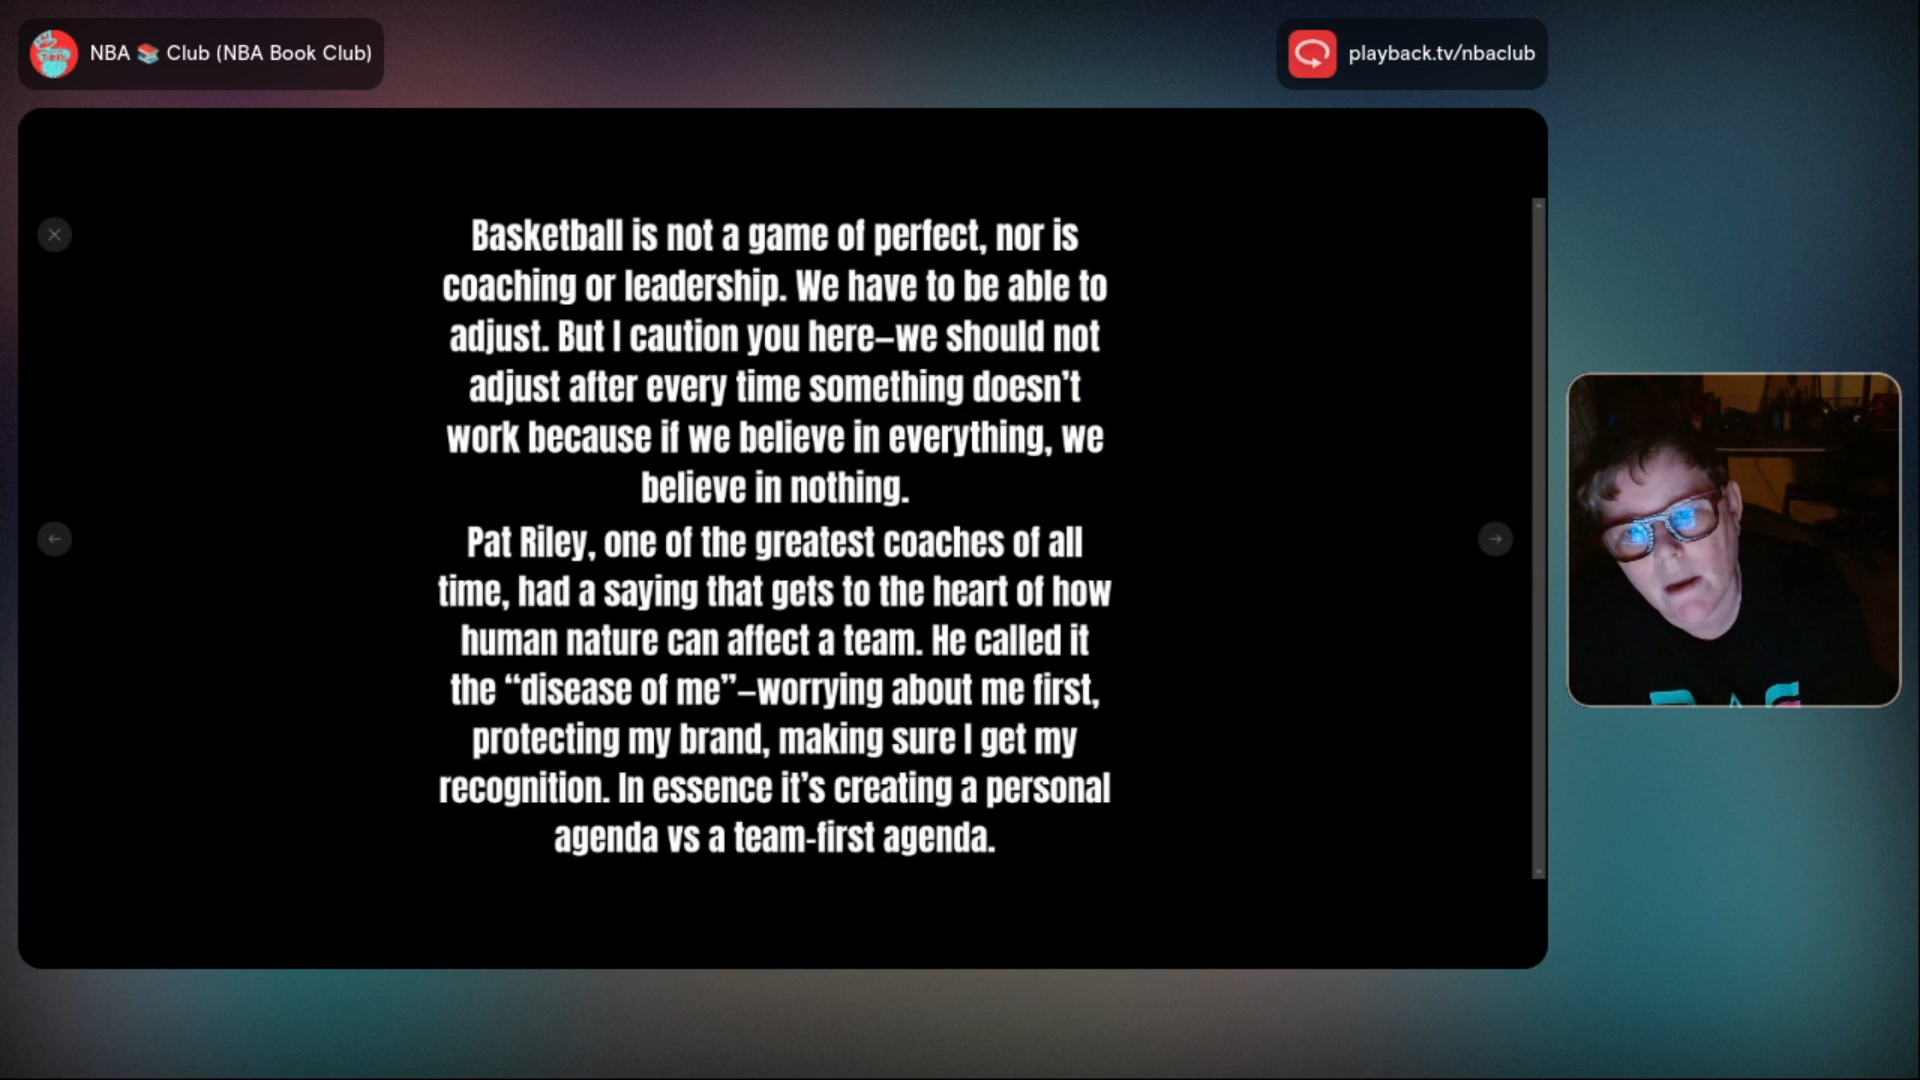 NBA 📚 Club (NBA Book Club)
playback.tv/nbaclub
Basketball is not a game of perfect, nor is
coaching or leadership. We have to be able to
adjust. But I caution you here—we should not
adjust after every time something doesn’t
work because if we believe in everything, we
believe in nothing.
Pat Riley, one of the greatest coaches of all
time, had a saying that gets to the heart of how
human nature can affect a team. He called it
the “disease of me”—worrying about me first,
protecting my brand, making sure I get my
recognition. In essence it’s creating a personal
agenda vs a team-first agenda.